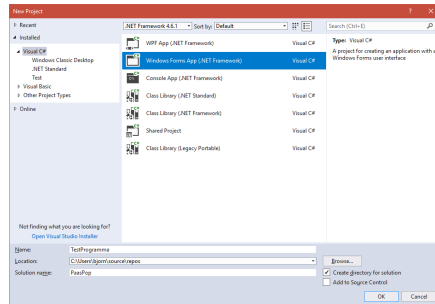 New Project
Recent
Installed
Visual C#
Windows Classic Desktop
.NET Standard
Test
Visual Basic
Other Project Types
Online
Not finding what you are looking for?
Open Visual Studio Installer
.NET Framework 4.6.1
Sort by: Default
WPF App (.NET Framework) Visual C#
Windows Forms App (.NET Framework) Visual C#
Console App (.NET Framework) Visual C#
Class Library (.NET Standard) Visual C#
Class Library (.NET Framework) Visual C#
Shared Project Visual C#
Class Library (Legacy Portable) Visual C#
Search (Ctrl+E)
Type: Visual C#
A project for creating an application with a
Windows Forms user interface
Name: TestProgramma
Location: C:\Users\bjorn\source\repos
Solution name: PaasPop
Browse...
Create directory for solution
Add to Source Control
OK Cancel